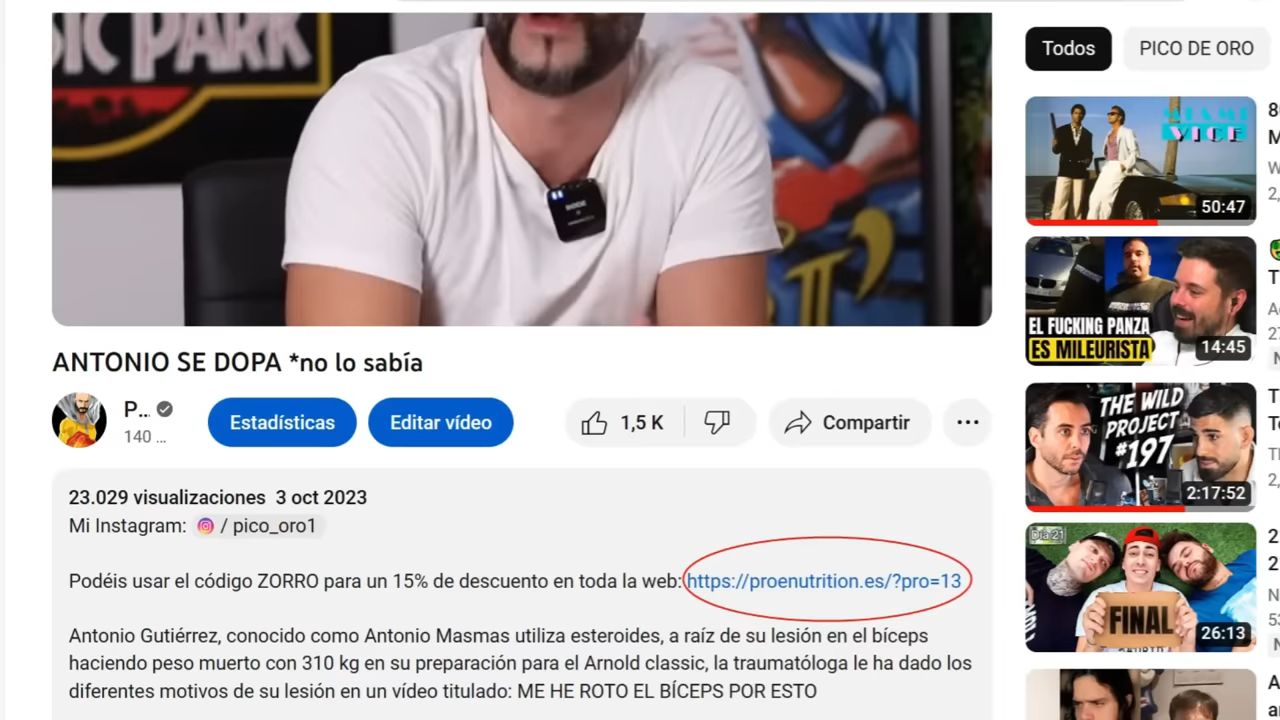 SIC PARK
Todos
PICO DE ORO
MIAMI
VICE
50:47
EL FUCKING PANZA
ES MILEURISTA
14:45
THE WILD
PROJECT
#197
2:17:52
Día 21
FINAL
26:13
ANTONIO SE DOPA *no lo sabía
P...
140 ...
Estadísticas
Editar vídeo
1,5 K
Compartir
23.029 visualizaciones 3 oct 2023
Mi Instagram: / pico_oro1
Podéis usar el código ZORRO para un 15% de descuento en toda la web: https://proenutrition.es/?pro=13
Antonio Gutiérrez, conocido como Antonio Masmas utiliza esteroides, a raíz de su lesión en el bíceps
haciendo peso muerto con 310 kg en su preparación para el Arnold classic, la traumatóloga le ha dado los
diferentes motivos de su lesión en un vídeo titulado: ME HE ROTO EL BÍCEPS POR ESTO